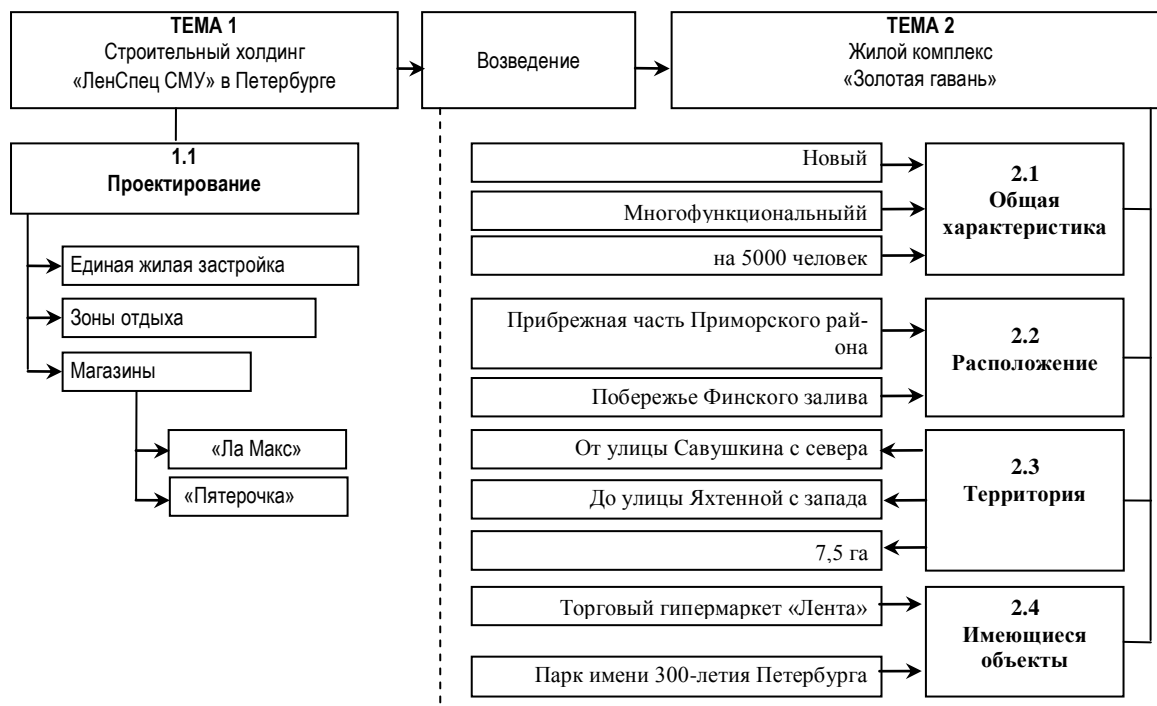 ТЕМА 1
Строительный холдинг
«ЛенСпец СМУ» в Петербурге
Возведение
ТЕМА 2
Жилой комплекс
«Золотая гавань»
1.1
Проектирование
Единая жилая застройка
Зоны отдыха
Магазины
«Ла Макс»
«Пятерочка»
Новый
Многофункциональныйй
на 5000 человек
2.1
Общая
характеристика
Прибрежная часть Приморского рай-
она
Побережье Финского залива
2.2
Расположение
От улицы Савушкина с севера
До улицы Яхтенной с запада
7,5 га
2.3
Территория
Торговый гипермаркет «Лента»
Парк имени 300-летия Петербурга
2.4
Имеющиеся
объекты